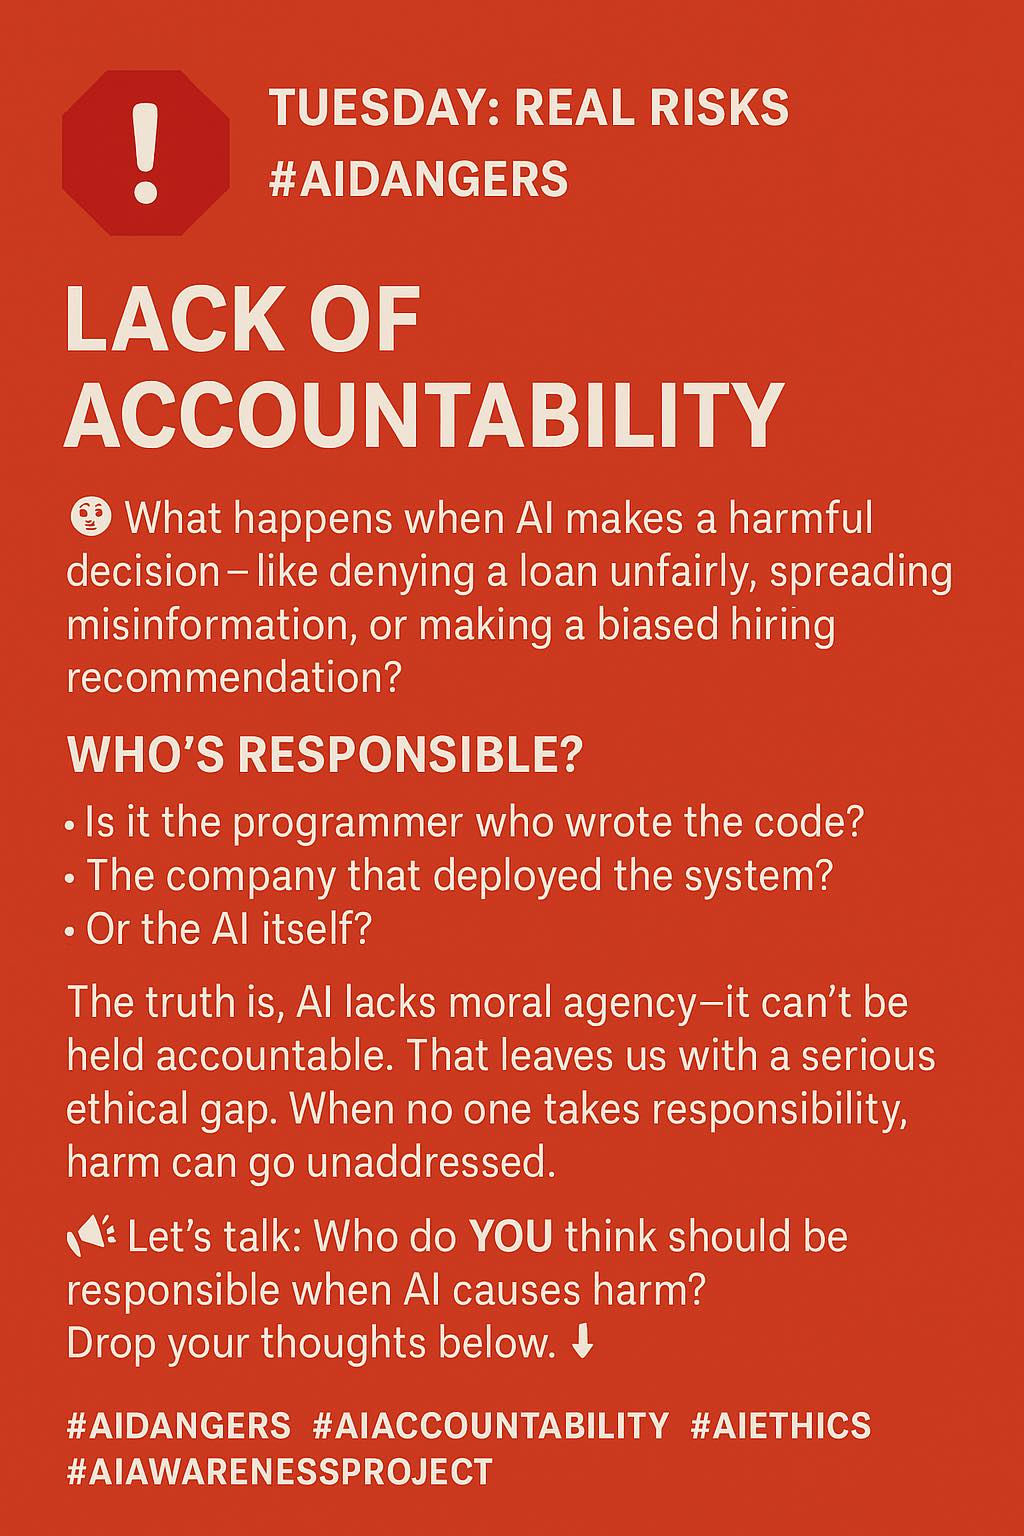 TUESDAY: REAL RISKS
#AIDANGERS
LACK OF
ACCOUNTABILITY
What happens when AI makes a harmful
decision – like denying a loan unfairly, spreading
misinformation, or making a biased hiring
recommendation?
WHO’S RESPONSIBLE?
• Is it the programmer who wrote the code?
• The company that deployed the system?
• Or the AI itself?
The truth is, AI lacks moral agency—it can’t be
held accountable. That leaves us with a serious
ethical gap. When no one takes responsibility,
harm can go unaddressed.
Let’s talk: Who do YOU think should be
responsible when AI causes harm?
Drop your thoughts below.
#AIDANGERS #AIACCOUNTABILITY #AIETHICS
#AIAWARENESSPROJECT